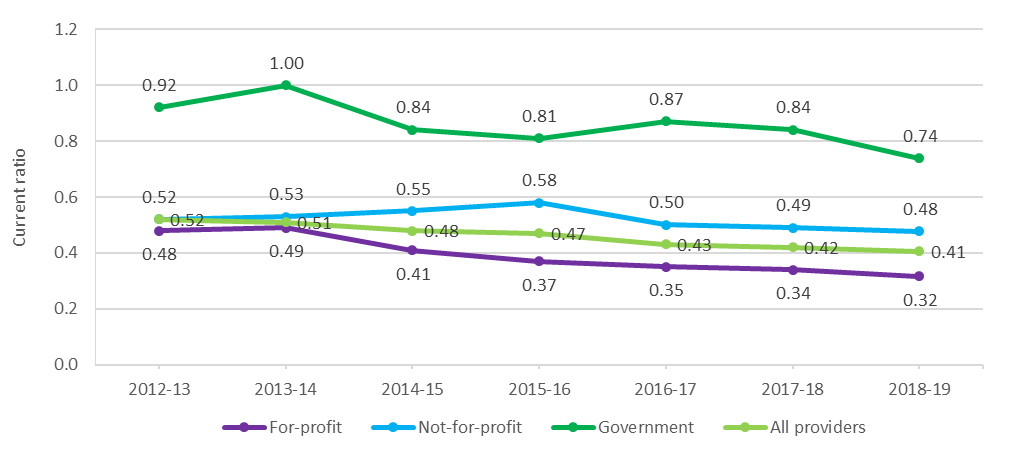 1.2
1.0
0.8
0.6
0.4
0.2
0.0
Current ratio
0.92 1.00 0.84 0.81 0.87 0.84 0.74
0.52 0.53 0.55 0.58 0.50 0.49 0.48
0.52 0.51 0.48 0.47 0.43 0.42 0.41
0.48 0.49 0.41 0.37 0.35 0.34 0.32
2012-13 2013-14 2014-15 2015-16 2016-17 2017-18 2018-19
For-profit Not-for-profit Government All providers